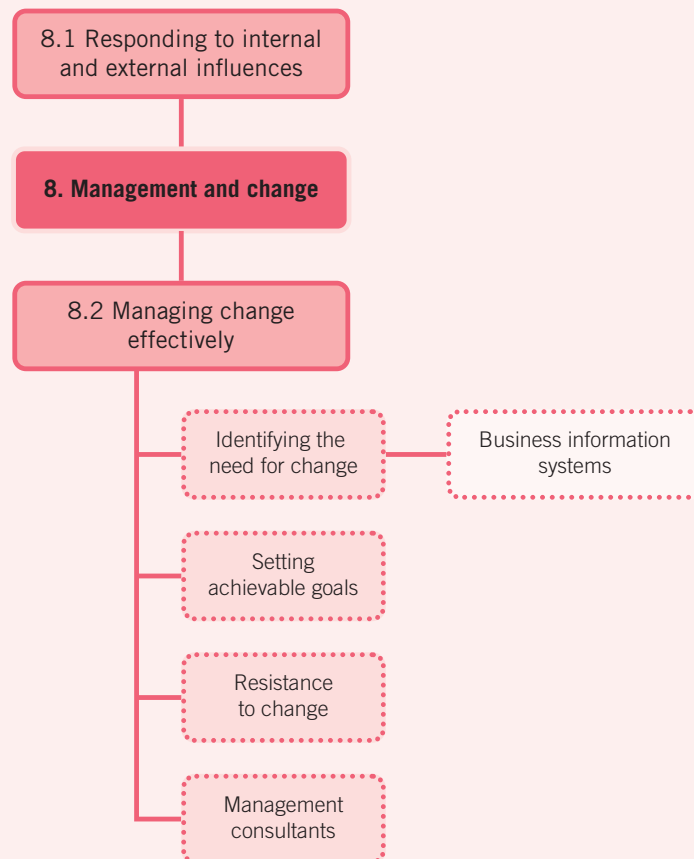 8.1 Responding to internal
and external influences
8. Management and change
8.2 Managing change
effectively
Identifying the
need for change
Business information
systems
Setting
achievable goals
Resistance
to change
Management
consultants